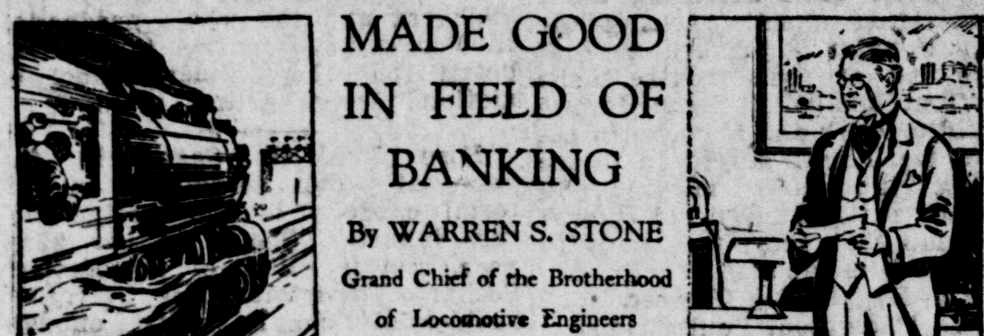 MADE GOOD
IN FIELD OF
BANKING
By WARREN S. STONE
Grand Chief of the Brotherhood
of Locomotive Engineers